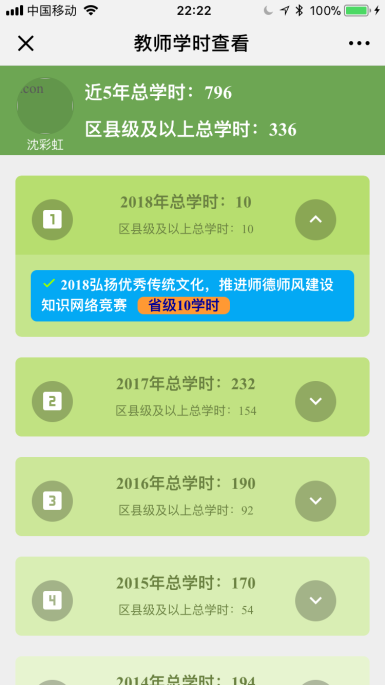 中国移动 22:22 100%
教师学时查看
.con
近5年总学时：796
区县级及以上总学时：336
沈彩虹
1 2018年总学时：10
区县级及以上总学时：10
2018弘扬优秀传统文化，推进师德师风建设
知识网络竞赛 省级10学时
2 2017年总学时：232
区县级及以上总学时：154
3 2016年总学时：190
区县级及以上总学时：92
4 2015年总学时：170
区县级及以上总学时：54
2014年总学时：194